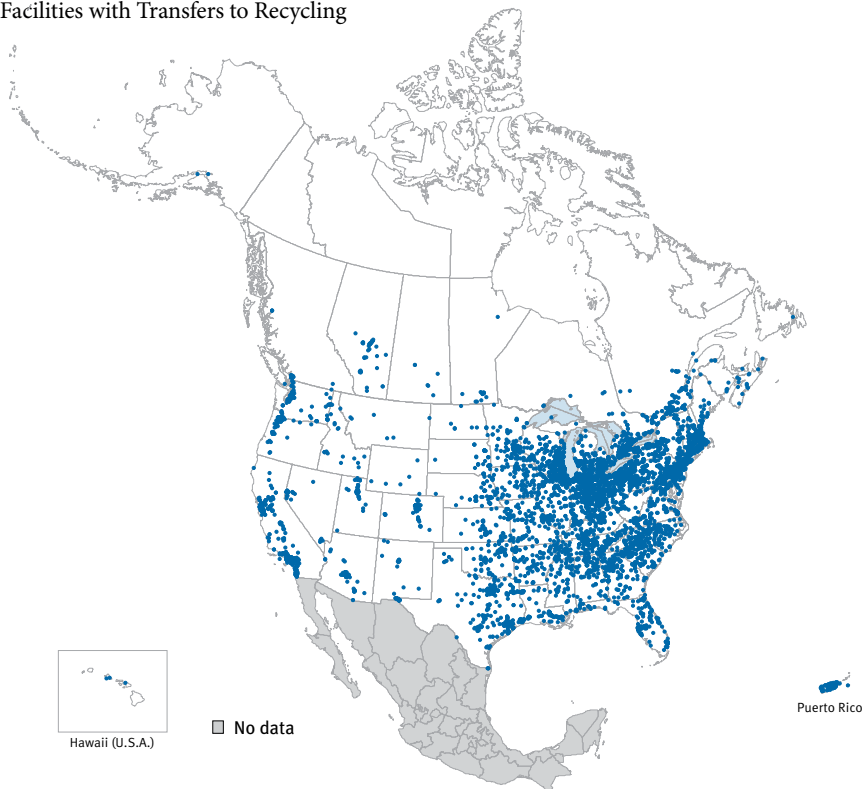 Facilities with Transfers to Recycling
Puerto Rico
No data
Hawaii (U.S.A.)